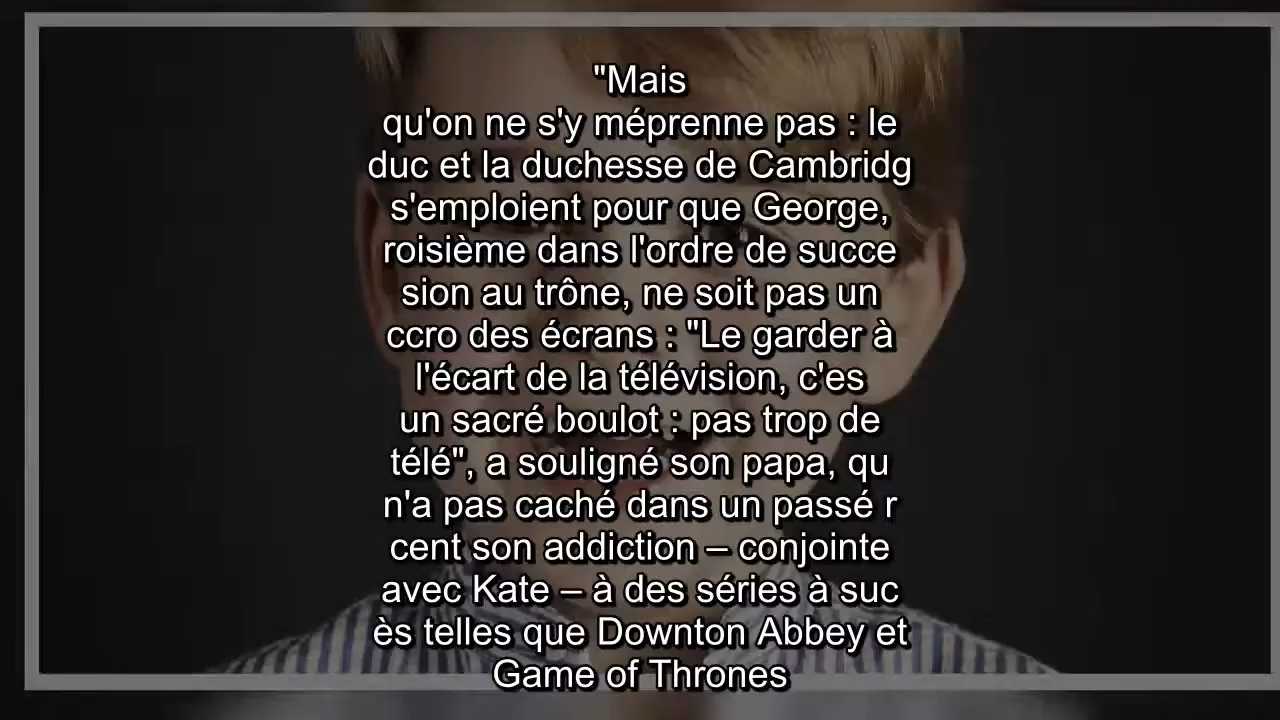 "Mais
qu'on ne s'y méprenne pas : le
duc et la duchesse de Cambridg
s'emploient pour que George,
roisième dans l'ordre de succe
sion au trône, ne soit pas un
ccro des écrans : "Le garder à
l'écart de la télévision, c'es
un sacré boulot : pas trop de
télé", a souligné son papa, qu
n'a pas caché dans un passé r
cent son addiction – conjointe
avec Kate – à des séries à suc
ès telles que Downton Abbey et
Game of Thrones